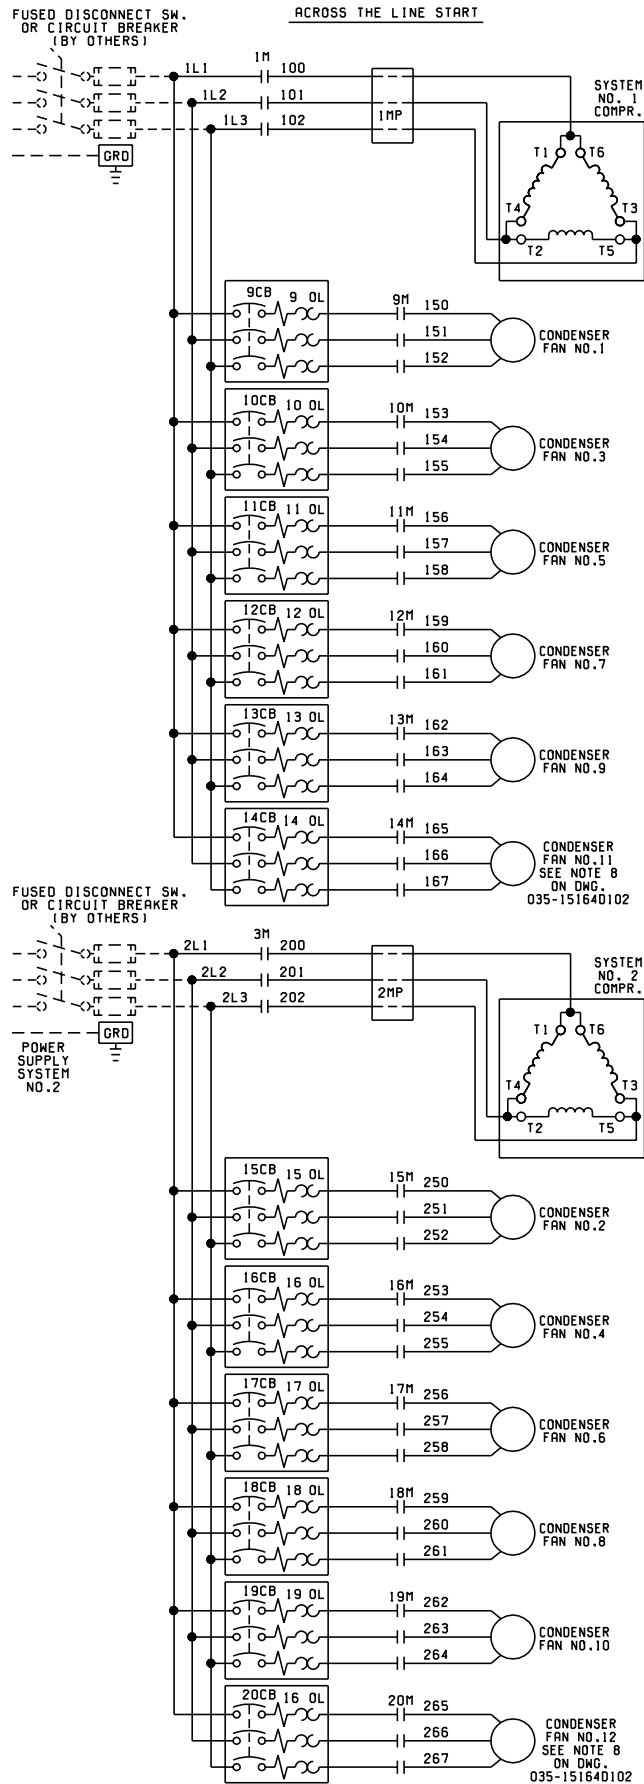 ACROSS THE LINE START
FUSED DISCONNECT SW.
OR CIRCUIT BREAKER
(BY OTHERS)
1L1
1M
100
1L2
101
1L3
102
1MP
GRD
SYSTEM
NO. 1
COMPR.
T1
T6
T4
T3
T2
T5
9CB
9 OL
9M
150
151
152
CONDENSER
FAN NO.1
10CB
10 OL
10M
153
154
155
CONDENSER
FAN NO.3
11CB
11 OL
11M
156
157
158
CONDENSER
FAN NO.5
12CB
12 OL
12M
159
160
161
CONDENSER
FAN NO.7
13CB
13 OL
13M
162
163
164
CONDENSER
FAN NO.9
14CB
14 OL
14M
165
166
167
CONDENSER
FAN NO.11
SEE NOTE 8
ON DWG.
035-15164D102
FUSED DISCONNECT SW.
OR CIRCUIT BREAKER
(BY OTHERS)
2L1
3M
200
2L2
201
2L3
202
2MP
GRD
POWER
SUPPLY
SYSTEM
NO.2
SYSTEM
NO. 2
COMPR.
T1
T6
T4
T3
T2
T5
15CB
15 OL
15M
250
251
252
CONDENSER
FAN NO.2
16CB
16 OL
16M
253
254
255
CONDENSER
FAN NO.4
17CB
17 OL
17M
256
257
258
CONDENSER
FAN NO.6
18CB
18 OL
18M
259
260
261
CONDENSER
FAN NO.8
19CB
19 OL
19M
262
263
264
CONDENSER
FAN NO.10
20CB
16 OL
20M
265
266
267
CONDENSER
FAN NO.12
SEE NOTE 8
ON DWG.
035-15164D102